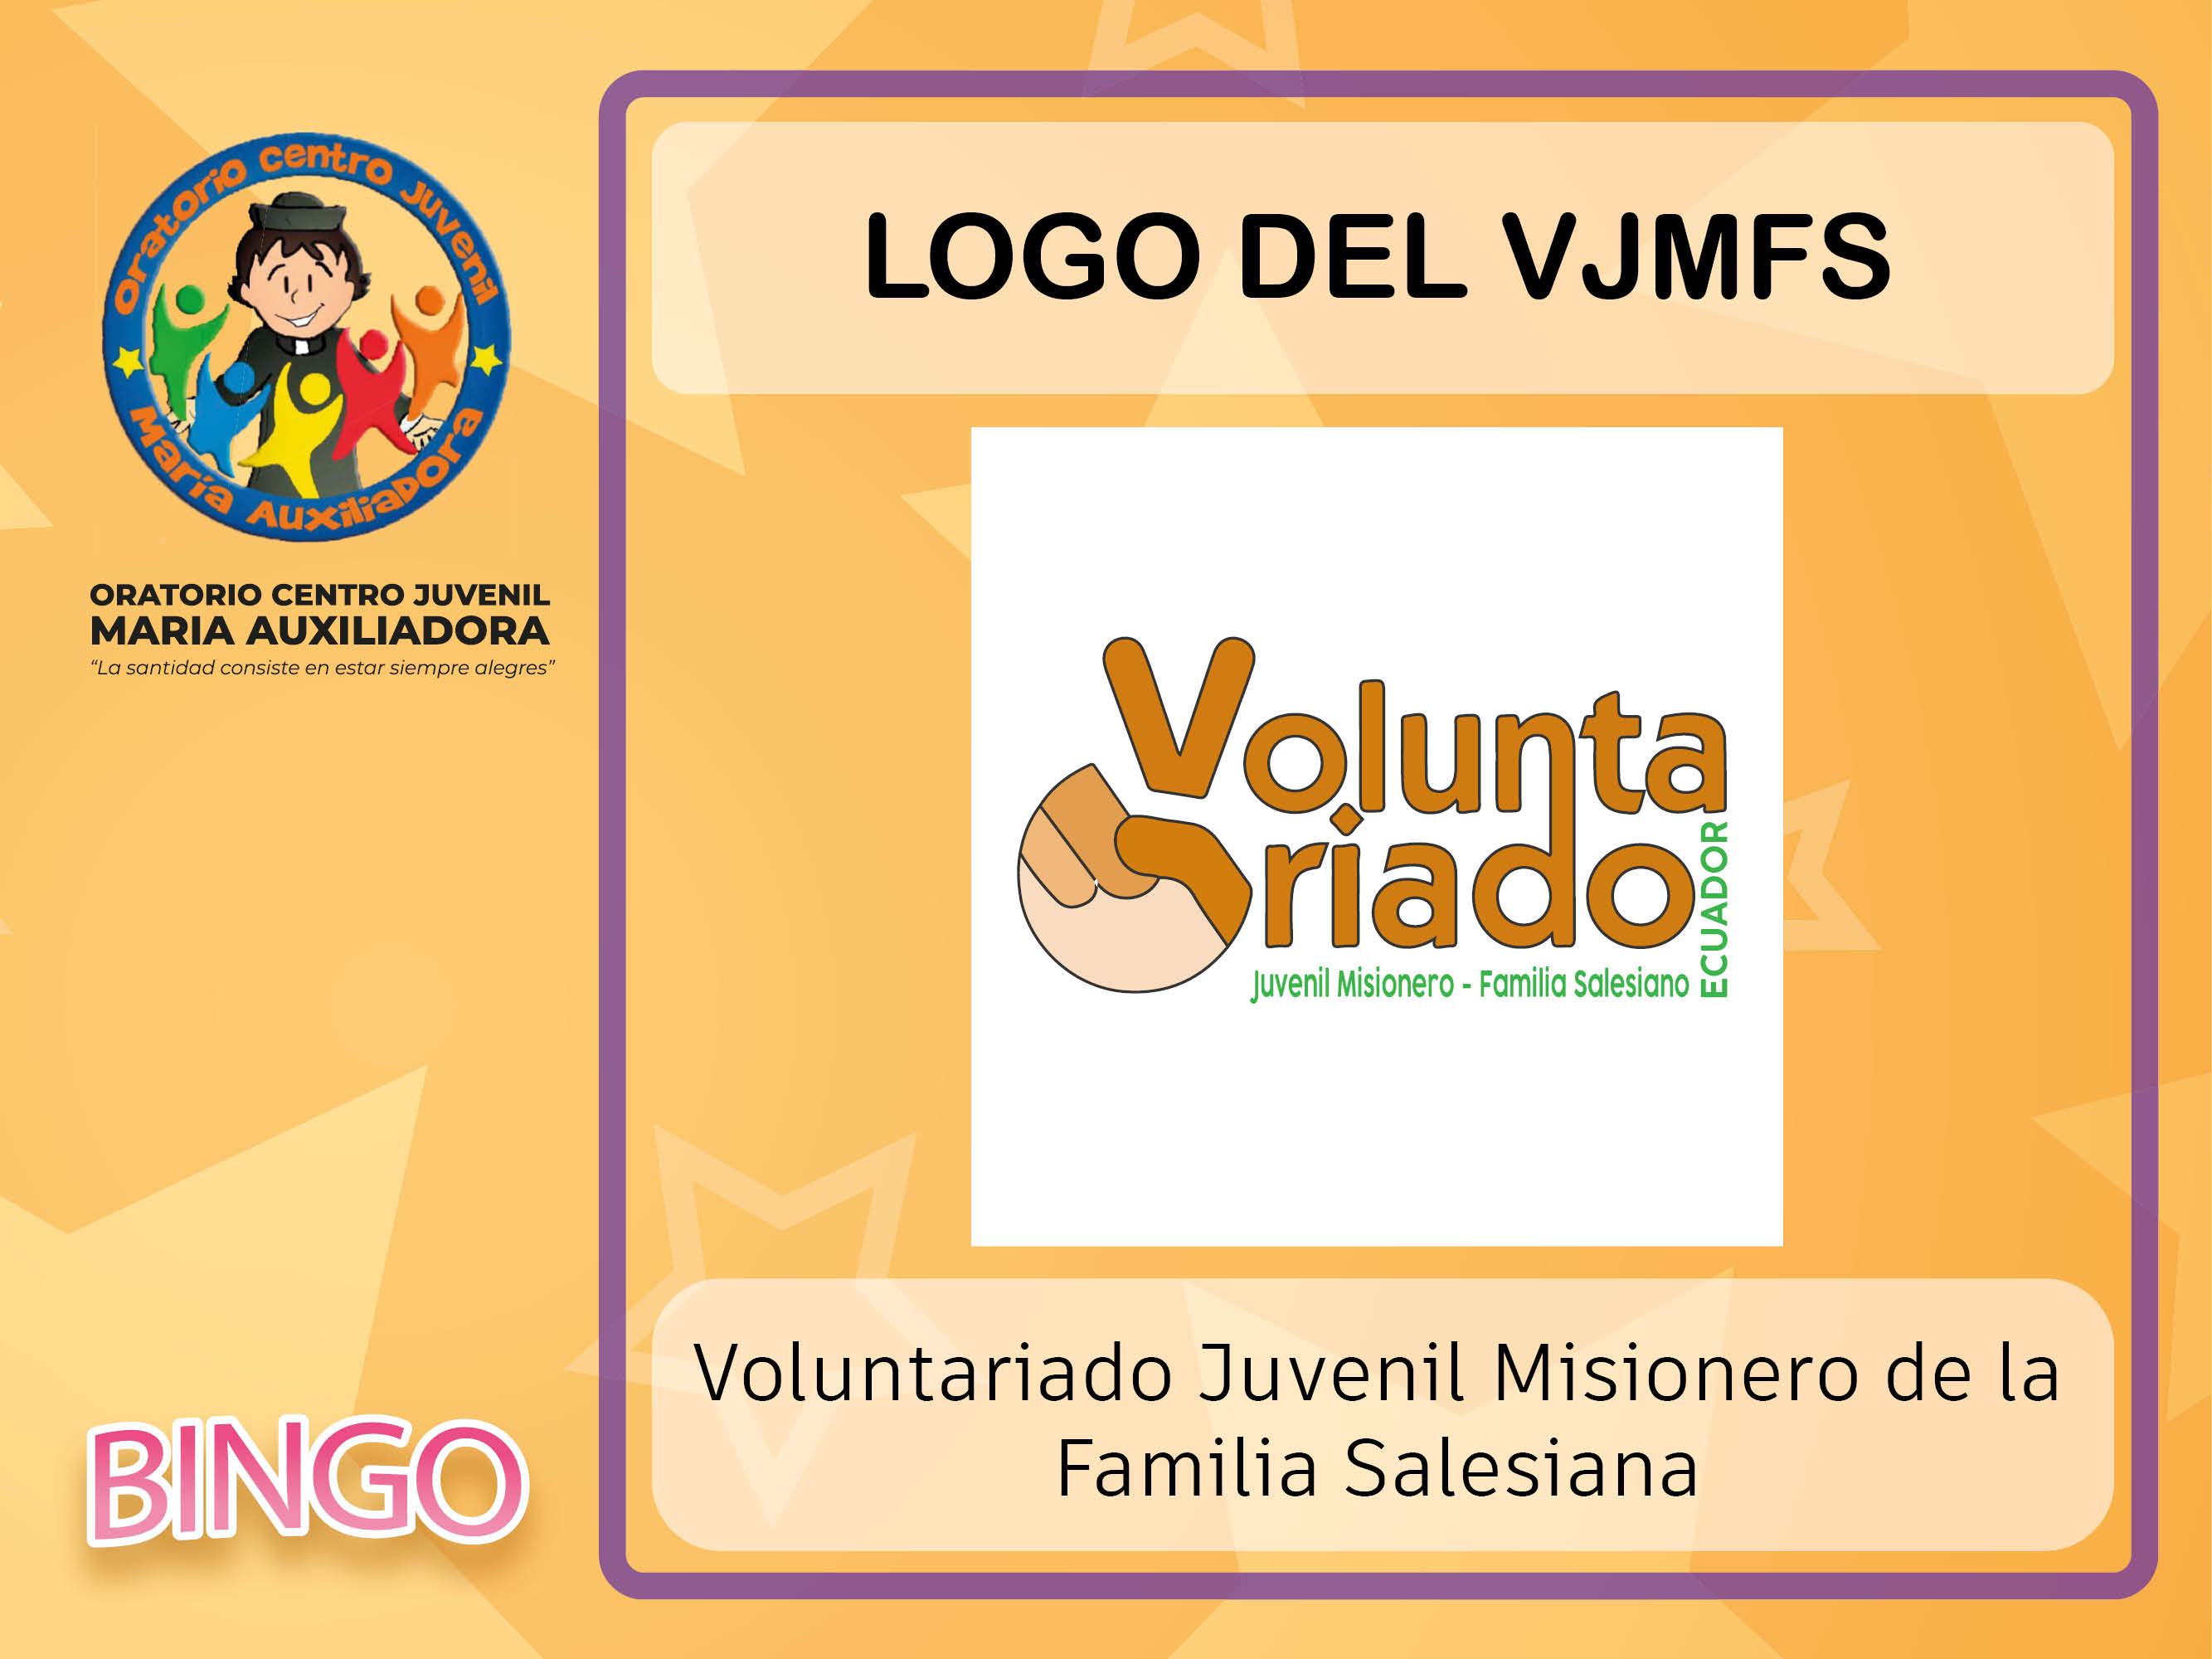 Oratorio Centro Juvenil
María Auxiliadora
ORATORIO CENTRO JUVENIL
MARIA AUXILIADORA
“La santidad consiste en estar siempre alegres”
BINGO
LOGO DEL VJMFS
Volunta
riado
ECUADOR
Juvenil Misionero - Familia Salesiano
Voluntariado Juvenil Misionero de la
Familia Salesiana